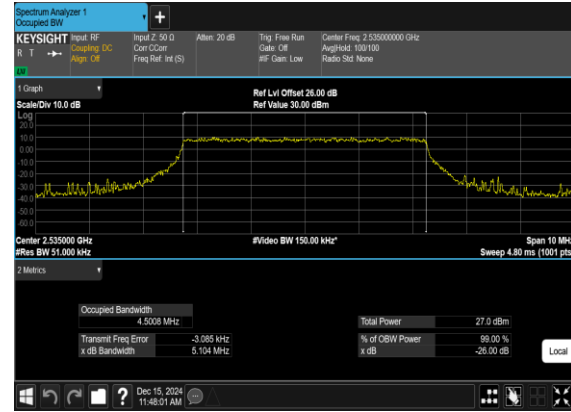 Spectrum Analyzer 1
Occupied BW
+
KEYSIGHT Input: RF Input Z: 50 Ω Atten: 20 dB Trig: Free Run Center Freq: 2.535000000 GHz
R T Coupling: DC Corr CCorr Gate: Off Avg|Hold: 100/100
Align: Off Freq Ref: Int (S) #IF Gain: Low Radio Std: None
LU
1 Graph
Ref Lvl Offset 26.00 dB
Scale/Div 10.0 dB Ref Value 30.00 dBm
Log
20.0
10.0
0.00
-10.0
-20.0
-30.0
-40.0
-50.0
-60.0
Center 2.535000 GHz #Video BW 150.00 kHz* Span 10 MHz
#Res BW 51.000 kHz Sweep 4.80 ms (1001 pts
2 Metrics
Occupied Bandwidth
4.5008 MHz Total Power 27.0 dBm
Transmit Freq Error -3.085 kHz % of OBW Power 99.00 %
x dB Bandwidth 5.104 MHz x dB -26.00 dB
Local
? Dec 15, 2024
11:48:01 AM